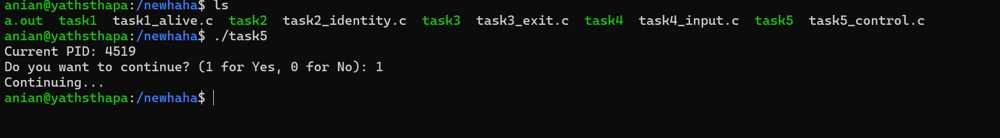 anian@yathsthapa:/newhaha$ ls
a.out  task1  task1_alive.c  task2  task2_identity.c  task3  task3_exit.c  task4  task4_input.c  task5  task5_control.c
anian@yathsthapa:/newhaha$ ./task5
Current PID: 4519
Do you want to continue? (1 for Yes, 0 for No): 1
Continuing...
anian@yathsthapa:/newhaha$